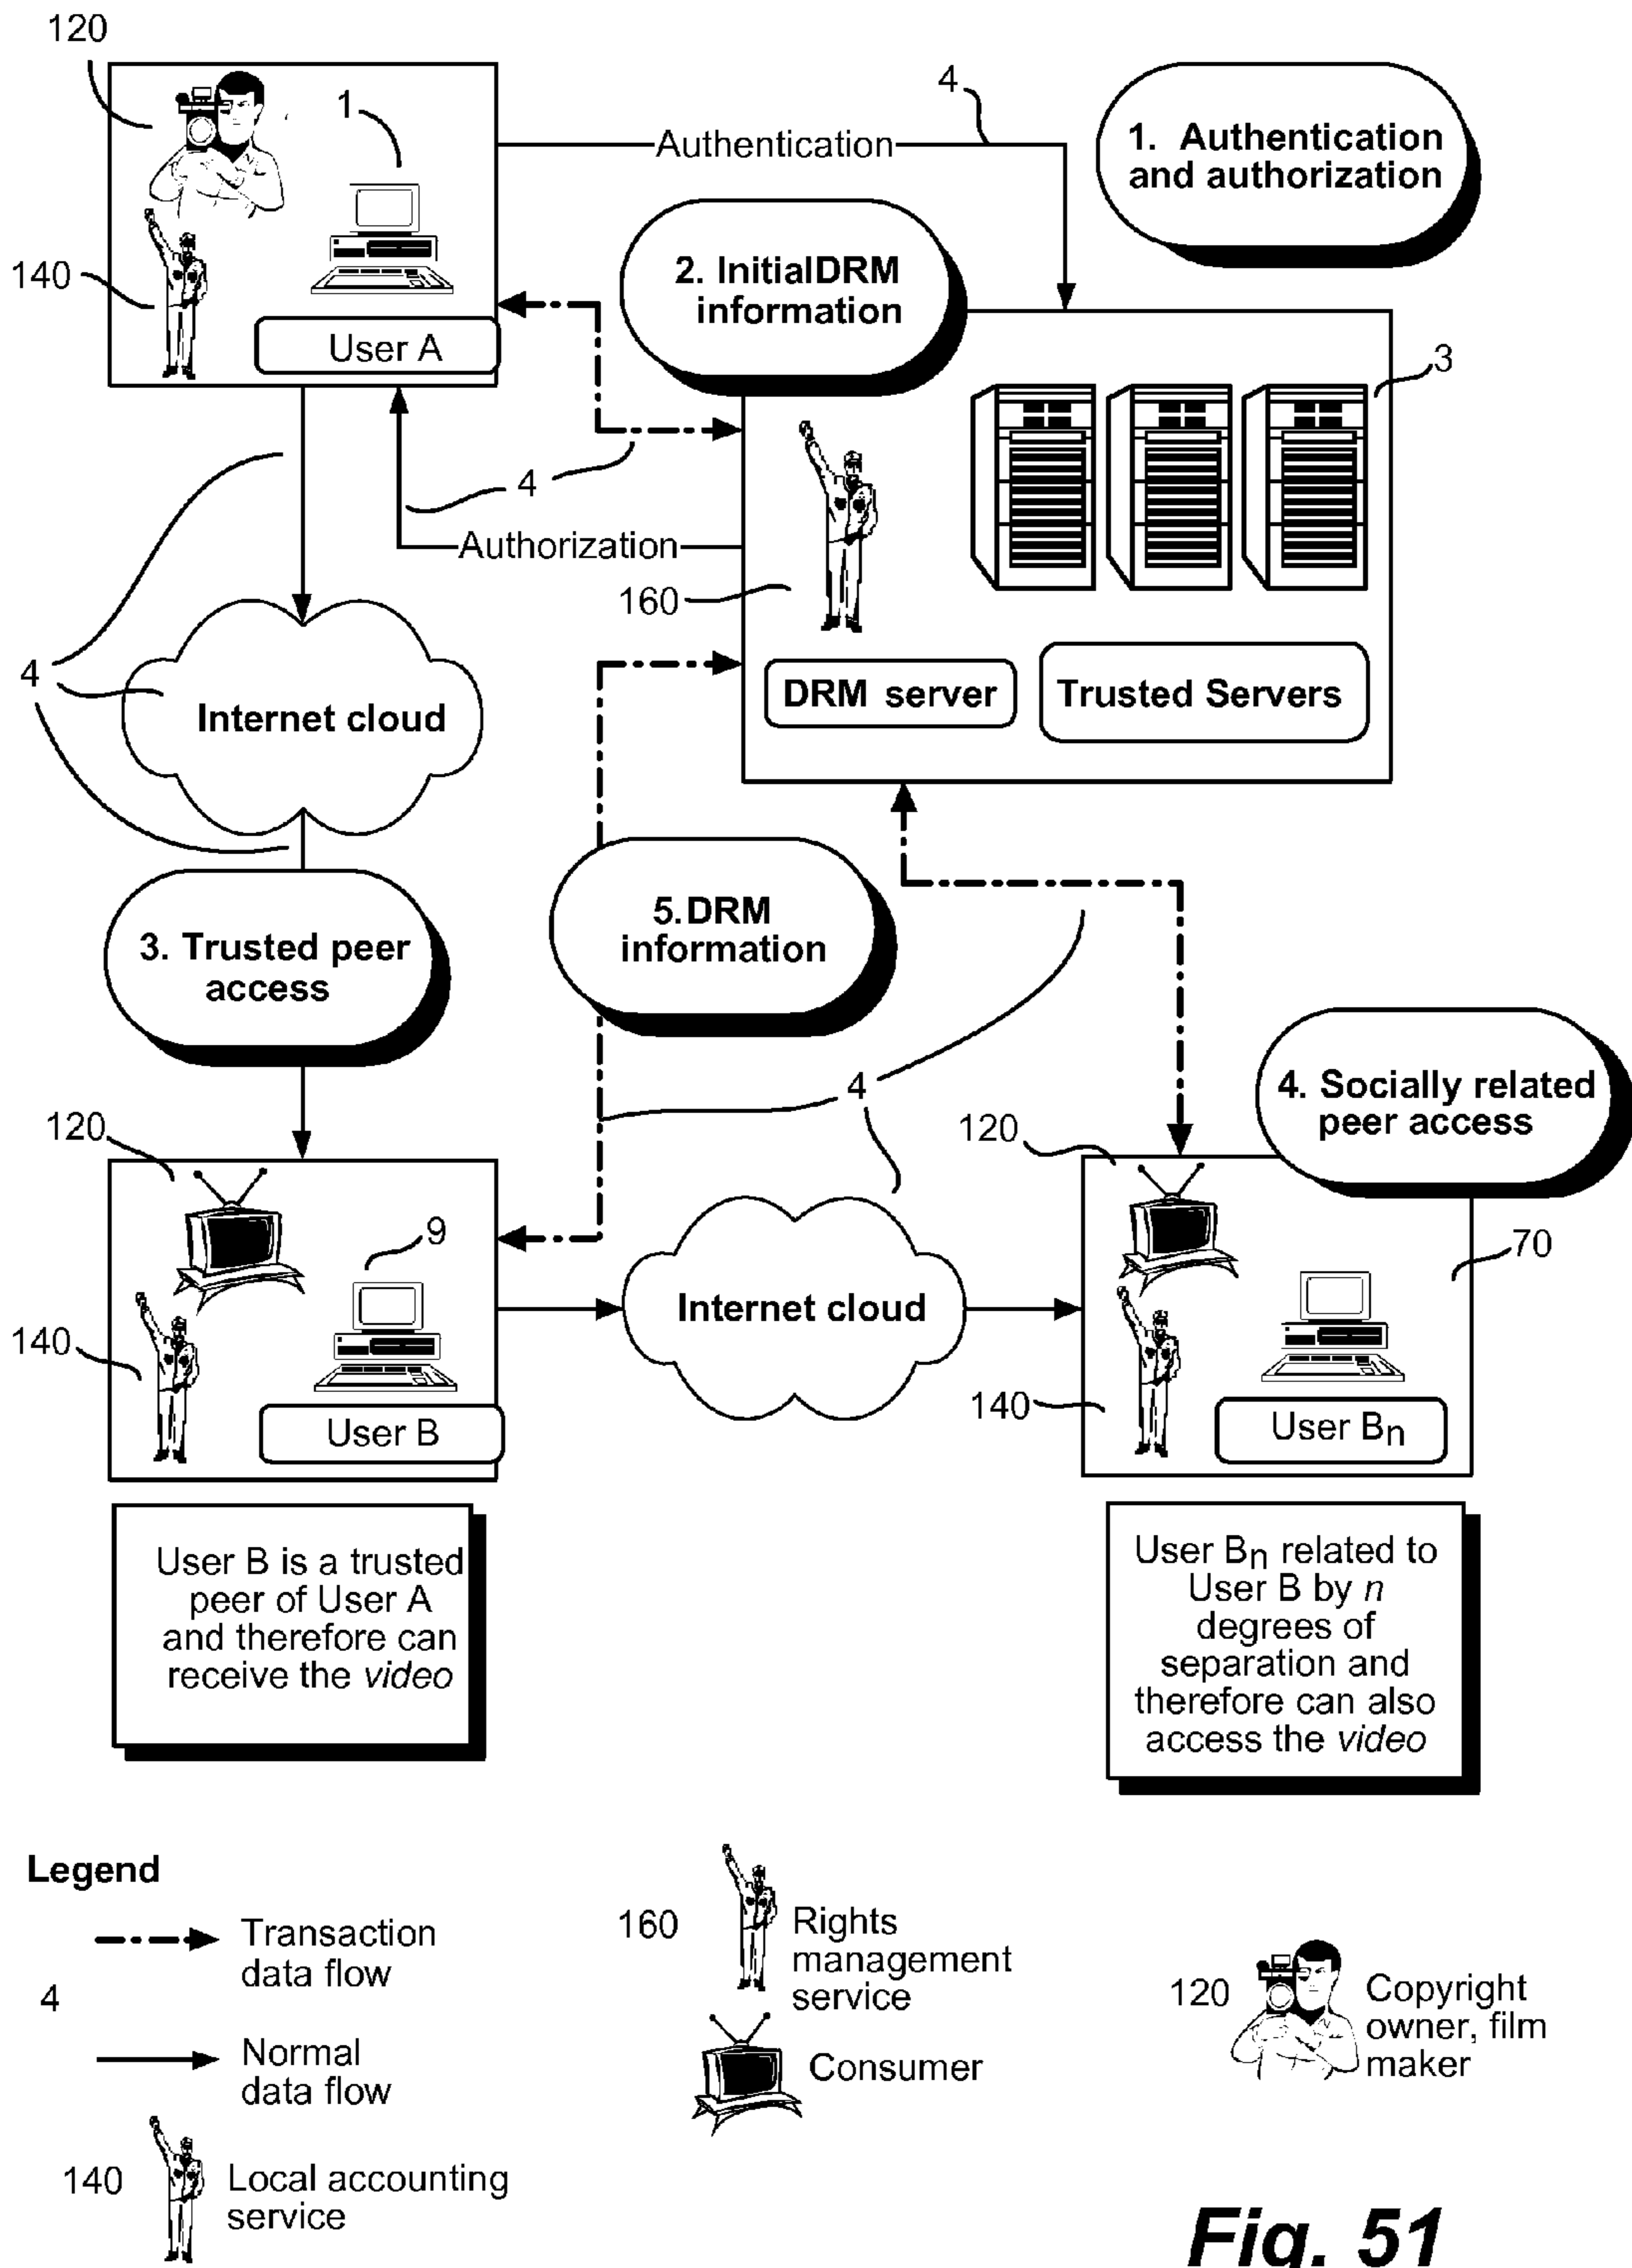 120
1
4
Authentication
1. Authentication
and authorization
2. InitialDRM
information
140
User A
3
4
Authorization
160
4
Internet cloud
DRM server
Trusted Servers
5.DRM
information
3. Trusted peer
access
4
4. Socially related
peer access
120
120
9
70
Internet cloud
140
140
User B
User Bn
User B is a trusted
peer of User A
and therefore can
receive the video
User Bn related to
User B by n
degrees of
separation and
therefore can also
access the video
Legend
Transaction
data flow
4
Normal
data flow
140
Local accounting
service
160
Rights
management
service
Consumer
120
Copyright
owner, film
maker
Fig. 51